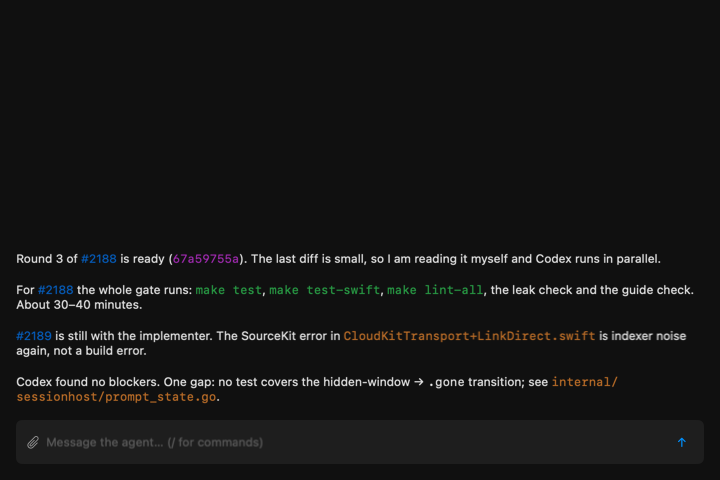 Round 3 of #2188 is ready (67a59755a). The last diff is small, so I am reading it myself and Codex runs in parallel.
For #2188 the whole gate runs: make test, make test-swift, make lint-all, the leak check and the guide check.
About 30–40 minutes.
#2189 is still with the implementer. The SourceKit error in CloudKitTransport+LinkDirect.swift is indexer noise
again, not a build error.
Codex found no blockers. One gap: no test covers the hidden-window → .gone transition; see internal/
sessionhost/prompt_state.go.
Message the agent... (/ for commands)